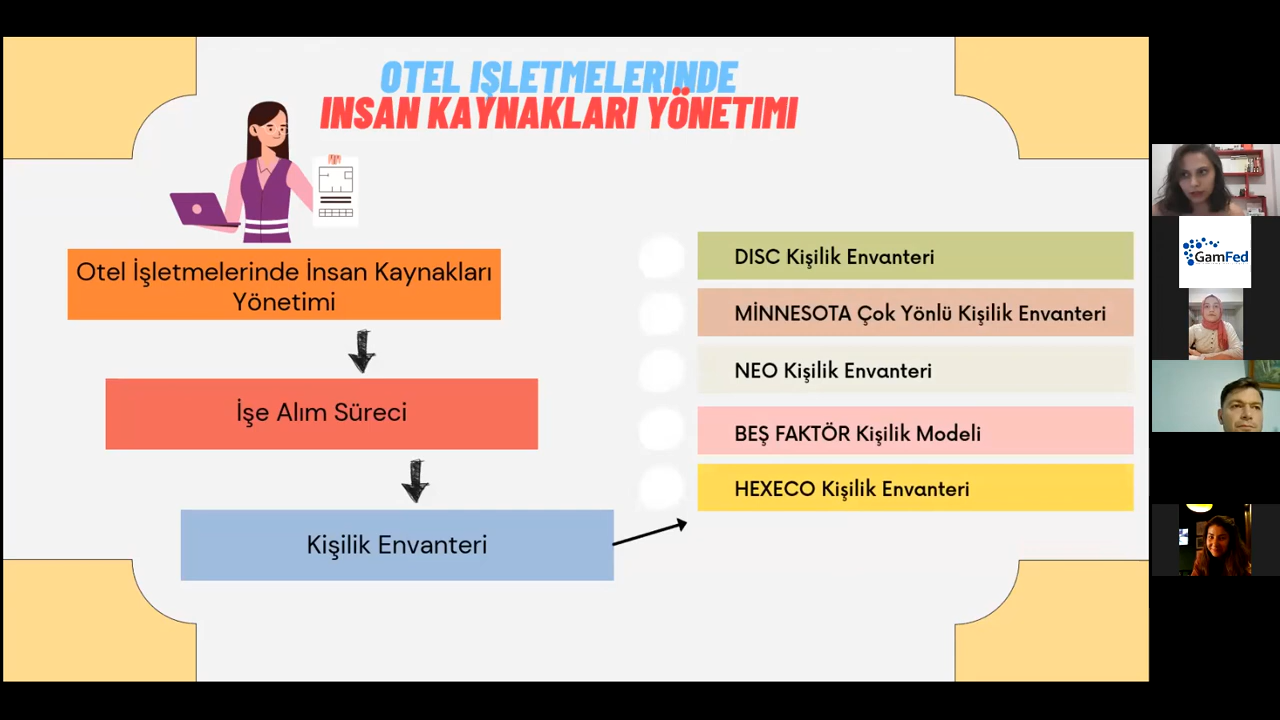 OTEL IŞLETMELERINDE
INSAN KAYNAKLARI YÖNETIMI
Otel İşletmelerinde İnsan Kaynakları
Yönetimi
İşe Alım Süreci
Kişilik Envanteri
DISC Kişilik Envanteri
MİNNESOTA Çok Yönlü Kişilik Envanteri
NEO Kişilik Envanteri
BEŞ FAKTÖR Kişilik Modeli
HEXECO Kişilik Envanteri
GamFed